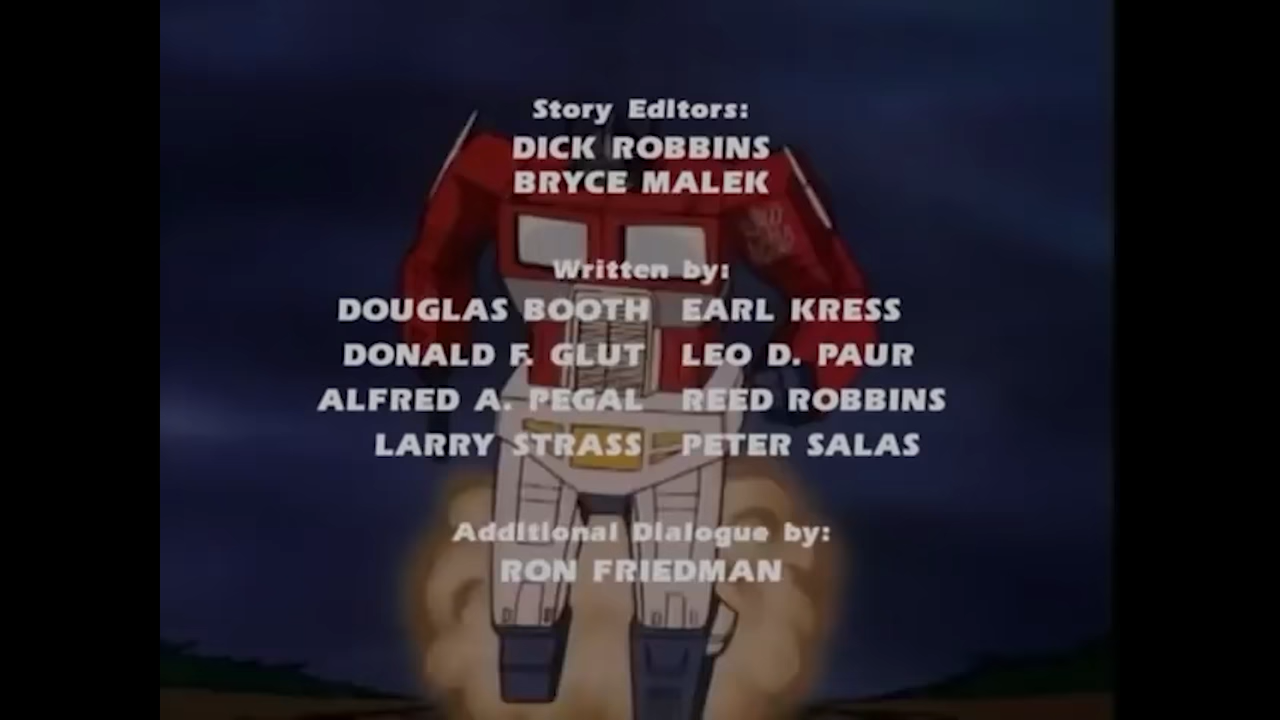 Story Editors:
DICK ROBBINS
BRYCE MALEK
Written by:
DOUGLAS BOOTH EARL KRESS
DONALD F. GLUT LEO D. PAUR
ALFRED A. PEGAL REED ROBBINS
LARRY STRASS PETER SALAS
Additional Dialogue by:
RON FRIEDMAN